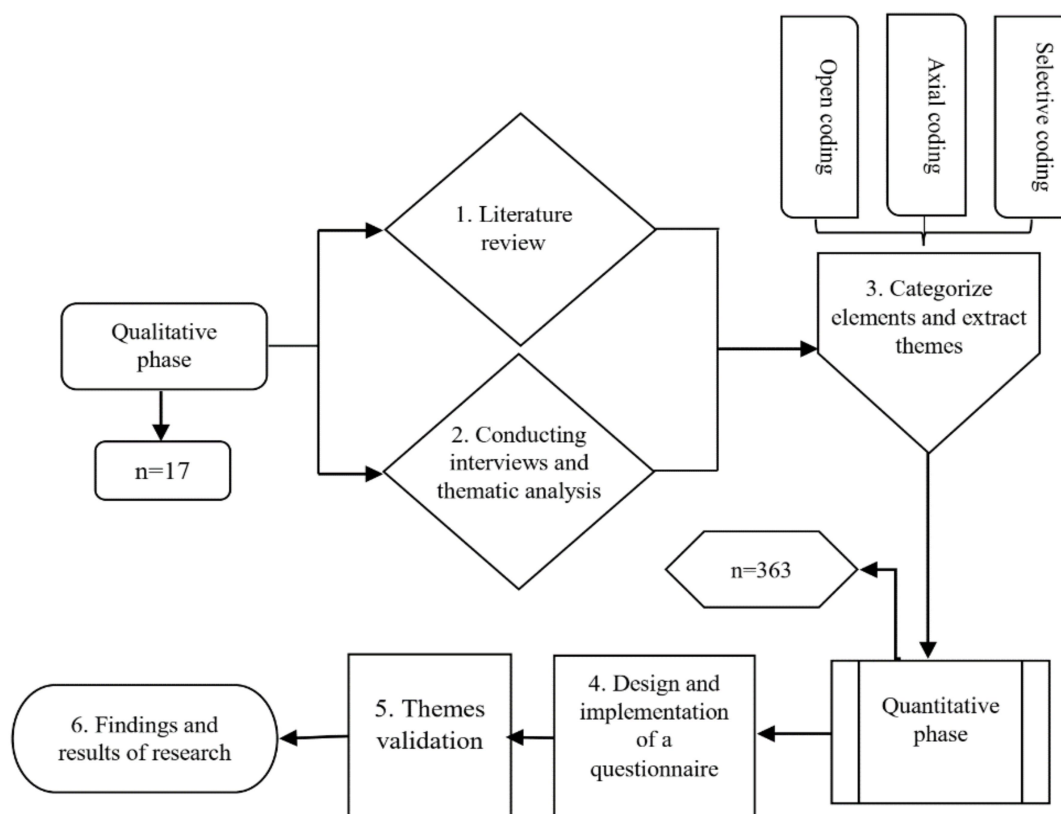 Open coding
Axial coding
Selective coding
1. Literature
review
3. Categorize
elements and extract
themes
Qualitative
phase
n=17
2. Conducting
interviews and
thematic analysis
n=363
Quantitative
phase
4. Design and
implementation
of a
questionnaire
5. Themes
validation
6. Findings and
results of research